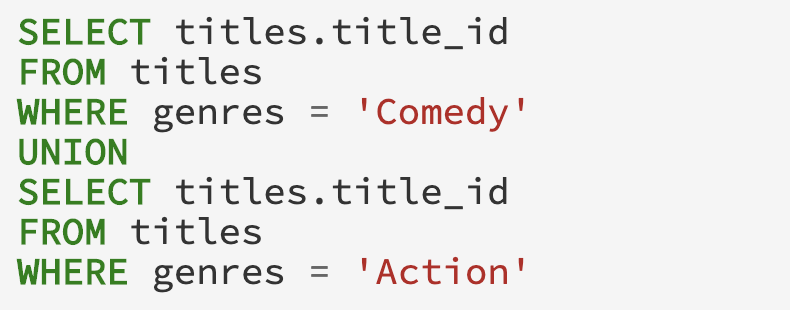 SELECT titles.title_id
FROM titles
WHERE genres = 'Comedy'
UNION
SELECT titles.title_id
FROM titles
WHERE genres = 'Action'